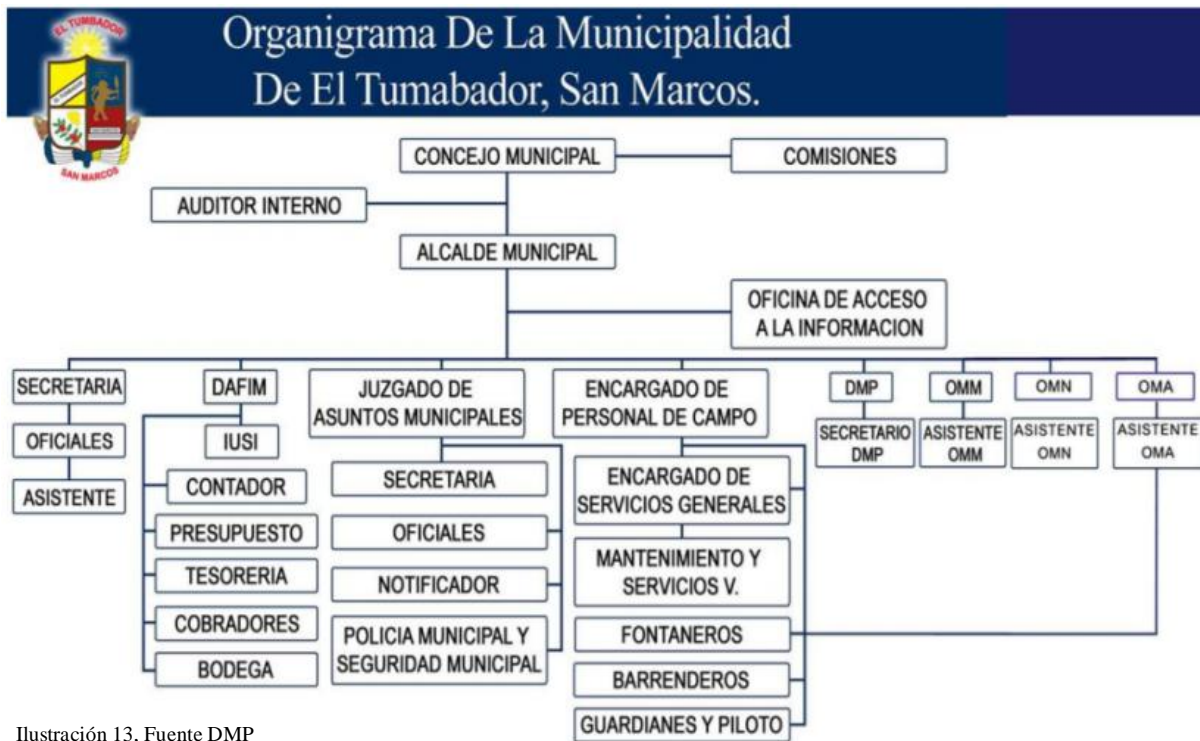 EL TUMBADOR
SAN MARCOS
Organigrama De La Municipalidad
De El Tumabador, San Marcos.
CONCEJO MUNICIPAL
COMISIONES
AUDITOR INTERNO
ALCALDE MUNICIPAL
OFICINA DE ACCESO
A LA INFORMACION
SECRETARIA
OFICIALES
ASISTENTE
DAFIM
IUSI
CONTADOR
PRESUPUESTO
TESORERIA
COBRADORES
BODEGA
JUZGADO DE
ASUNTOS MUNICIPALES
SECRETARIA
OFICIALES
NOTIFICADOR
POLICIA MUNICIPAL Y
SEGURIDAD MUNICIPAL
ENCARGADO DE
PERSONAL DE CAMPO
ENCARGADO DE
SERVICIOS GENERALES
MANTENIMIENTO Y
SERVICIOS V.
FONTANEROS
BARRENDEROS
GUARDIANES Y PILOTO
DMP
SECRETARIO
DMP
OMM
ASISTENTE
OMM
OMN
ASISTENTE
OMN
OMA
ASISTENTE
OMA
Ilustración 13. Fuente DMP